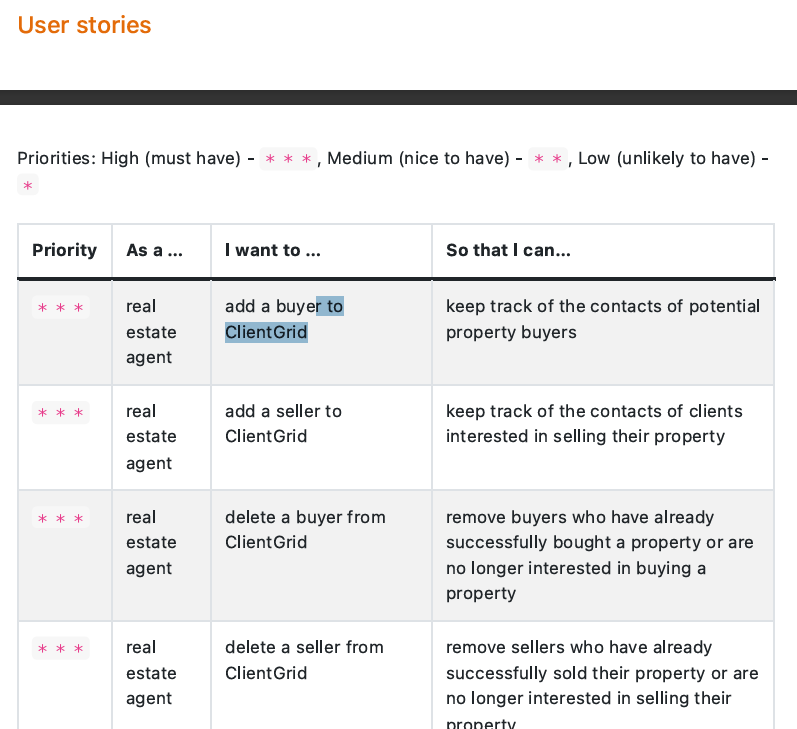 User stories
Priorities: High (must have) - * * *, Medium (nice to have) - * *, Low (unlikely to have) -
*
Priority As a ... I want to ... So that I can...
* * * real add a buyer to keep track of the contacts of potential
estate ClientGrid property buyers
agent
* * * real add a seller to keep track of the contacts of clients
estate ClientGrid interested in selling their property
agent
* * * real delete a buyer from remove buyers who have already
estate ClientGrid successfully bought a property or are
agent no longer interested in buying a
property
* * * real delete a seller from remove sellers who have already
estate ClientGrid successfully sold their property or are
agent no longer interested in selling their
property